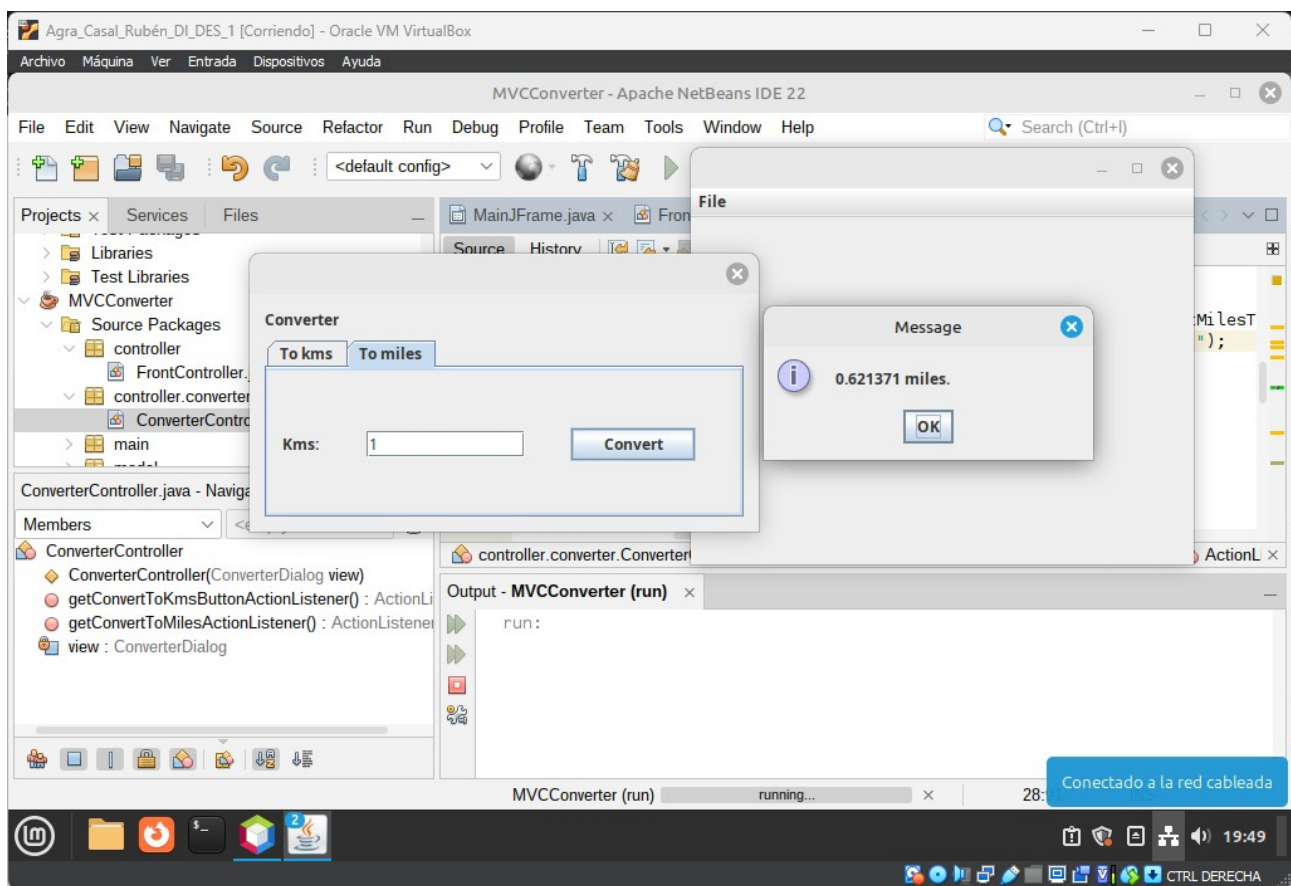 Agra_Casal_Rubén_DI_DES_1 [Corriendo] - Oracle VM VirtualBox
Archivo Máquina Ver Entrada Dispositivos Ayuda
MVCConverter - Apache NetBeans IDE 22
File Edit View Navigate Source Refactor Run Debug Profile Team Tools Window Help
Search (Ctrl+I)
<default config>
File
Projects Services Files
MainJFrame.java Fron
Source History
Libraries
Test Libraries
MVCConverter
Source Packages
controller
FrontController.
controller.converter
ConverterContro
main
Converter
To kms To miles
Kms: 1 Convert
Message
0.621371 miles.
OK
MilesT
");
ConverterController.java - Naviga
Members
ConverterController
ConverterController(ConverterDialog view)
getConvertToKmsButtonActionListener() : ActionLi
getConvertToMilesActionListener() : ActionListener
view : ConverterDialog
controller.converter.Converter
ActionL
Output - MVCConverter (run)
run:
MVCConverter (run) running...
28:
Conectado a la red cableada
2
19:49
CTRL DERECHA